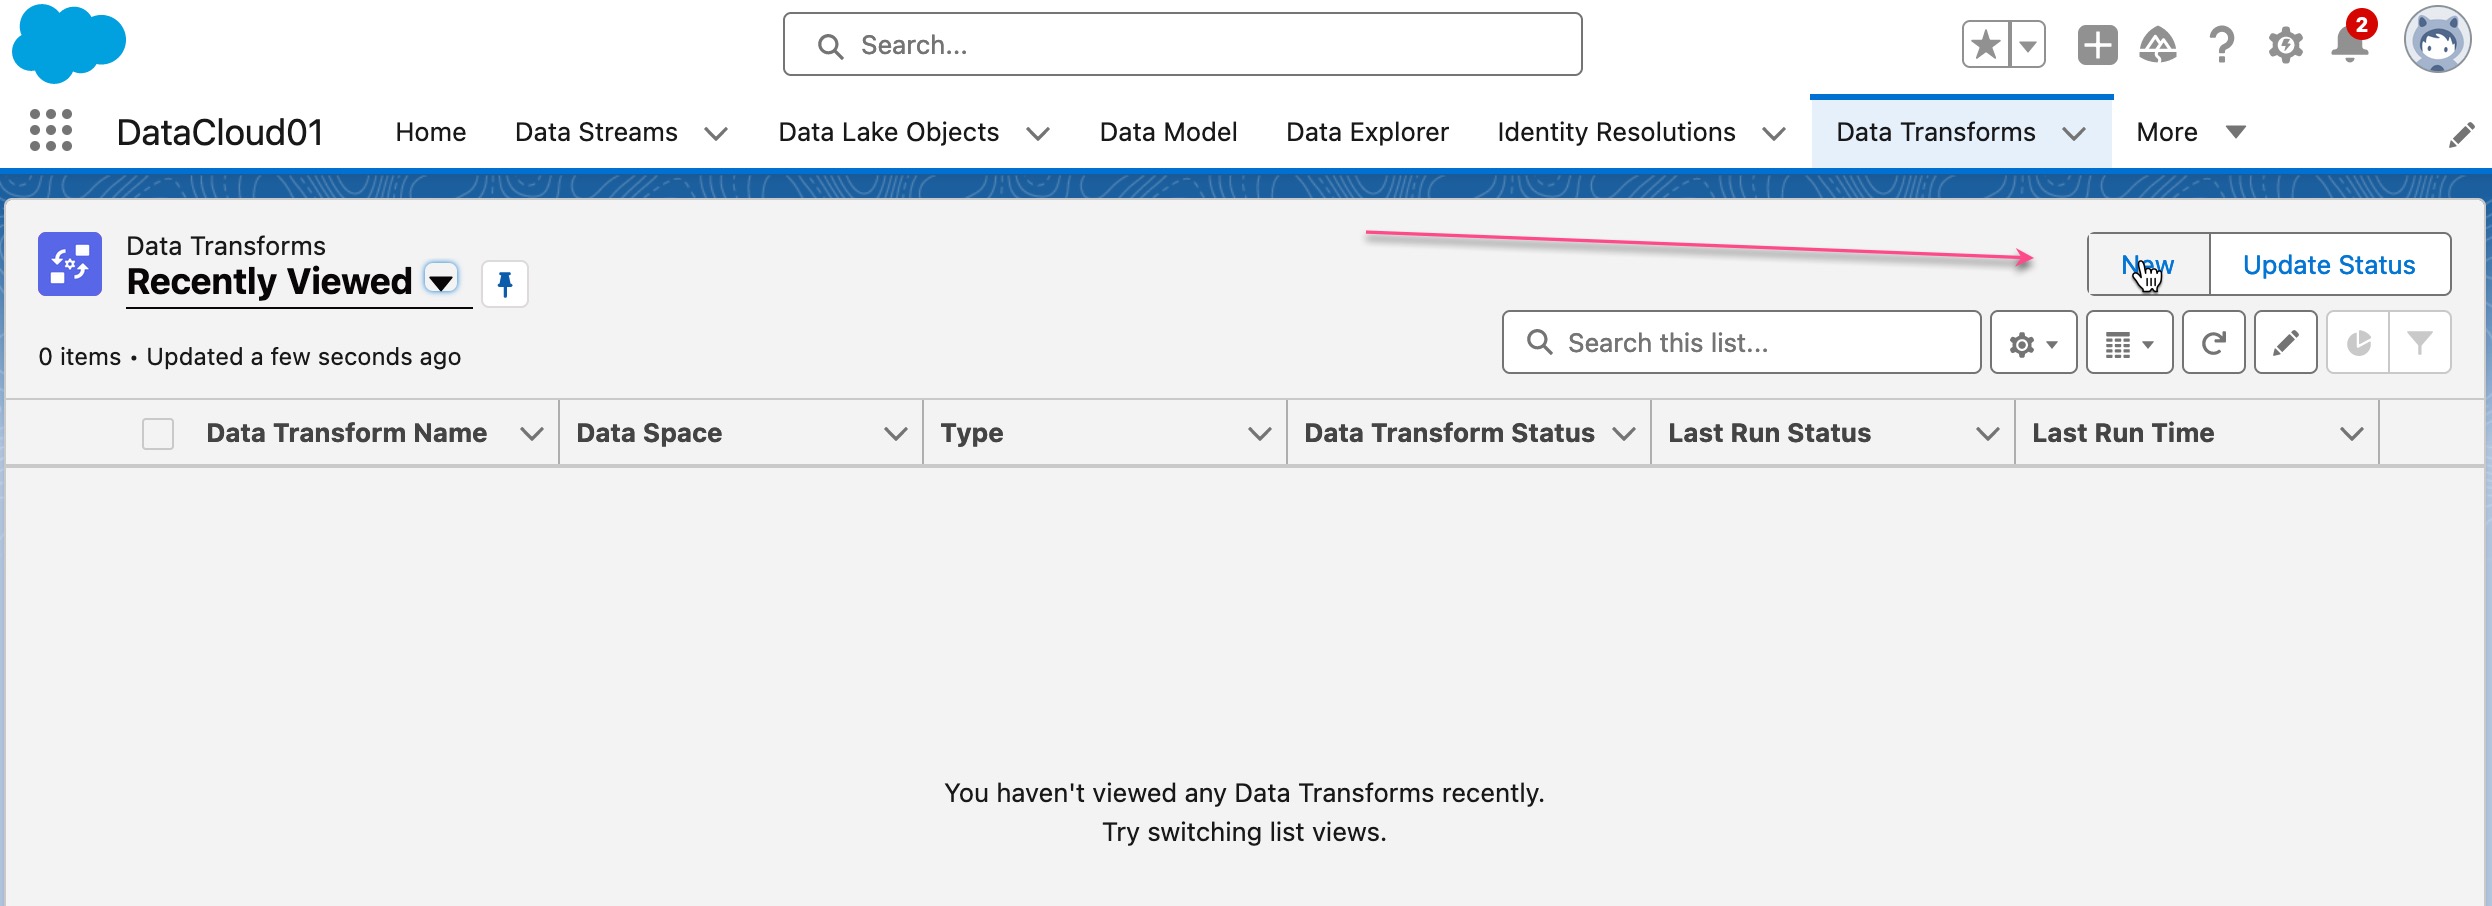 Search...
2
DataCloud01 Home Data Streams Data Lake Objects Data Model Data Explorer Identity Resolutions Data Transforms More
Data Transforms
Recently Viewed
New Update Status
0 items • Updated a few seconds ago
Search this list...
Data Transform Name Data Space Type Data Transform Status Last Run Status Last Run Time
You haven't viewed any Data Transforms recently.
Try switching list views.